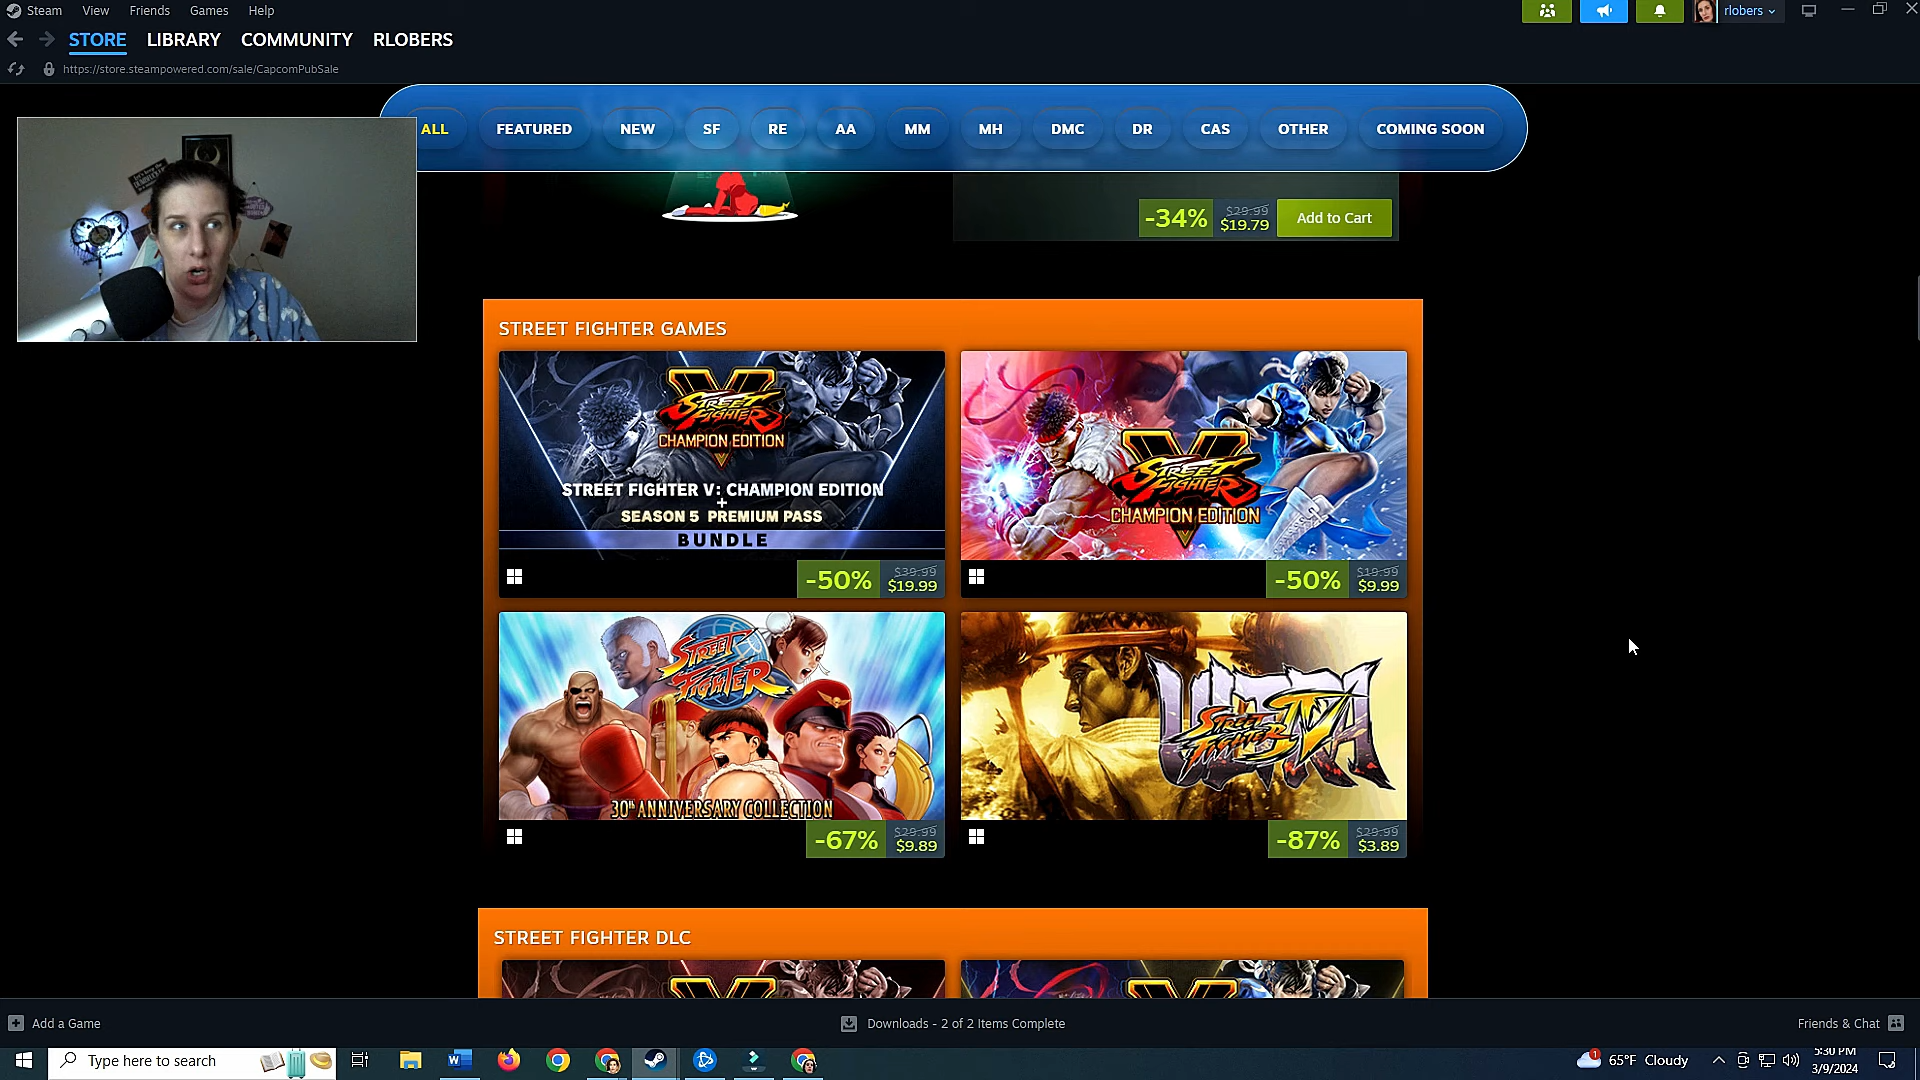 Steam View Friends Games Help rlobers
STORE LIBRARY COMMUNITY RLOBERS
https://store.steampowered.com/sale/CapcomPubSale
ALL FEATURED NEW SF RE AA MM MH DMC DR CAS OTHER COMING SOON
-34% $29.99 $19.79 Add to Cart
STREET FIGHTER GAMES
V
STREET FIGHTER
CHAMPION EDITION
STREET FIGHTER V: CHAMPION EDITION
+
SEASON 5 PREMIUM PASS
BUNDLE
-50% $39.99 $19.99
V
STREET FIGHTER
CHAMPION EDITION
-50% $19.99 $9.99
STREET FIGHTER
30th ANNIVERSARY COLLECTION
-67% $29.99 $9.89
ULTRA
STREET FIGHTER IV
-87% $29.99 $3.89
STREET FIGHTER DLC
Add a Game Downloads - 2 of 2 Items Complete Friends & Chat
Type here to search 1 65°F Cloudy 5:30 PM
3/9/2024